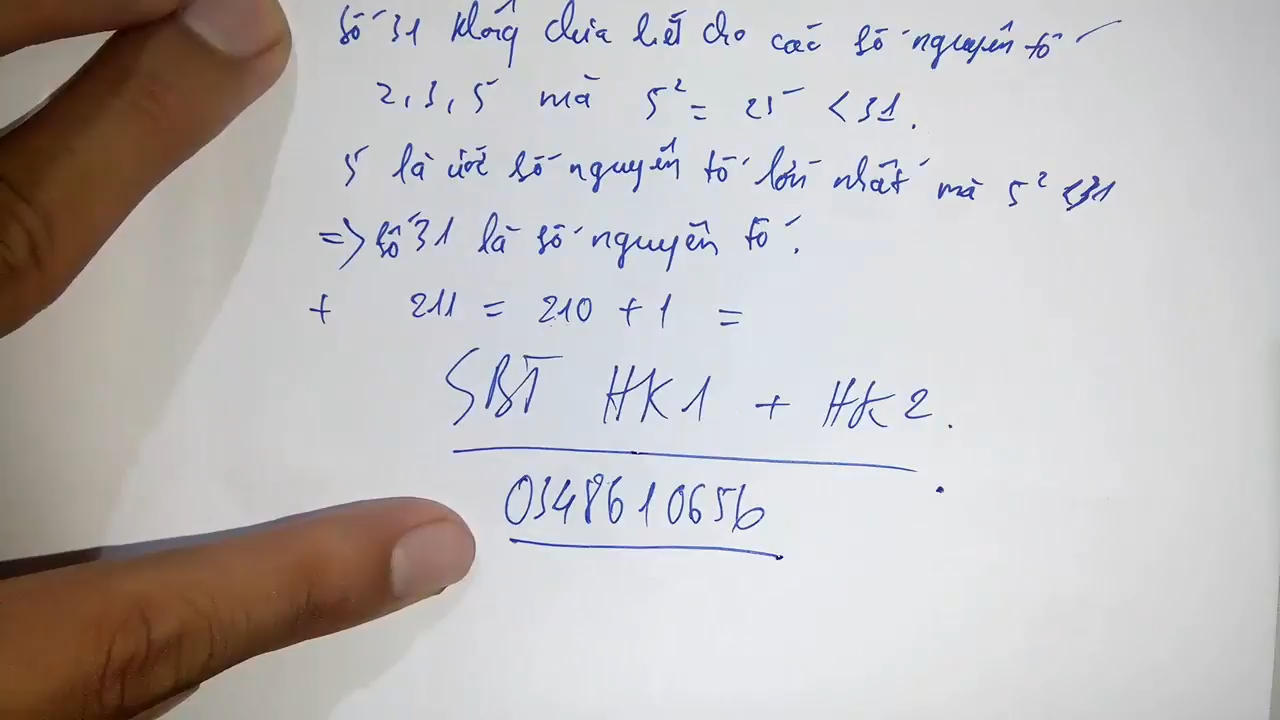 Số 31 không chia hết cho các số nguyên tố
2, 3, 5 mà 5² = 25 < 31.
5 là ước số nguyên tố lớn nhất mà 5² < 31
=> số 31 là số nguyên tố.
+ 211 = 210 + 1 =
SBT HK1 + HK2.
0348610656